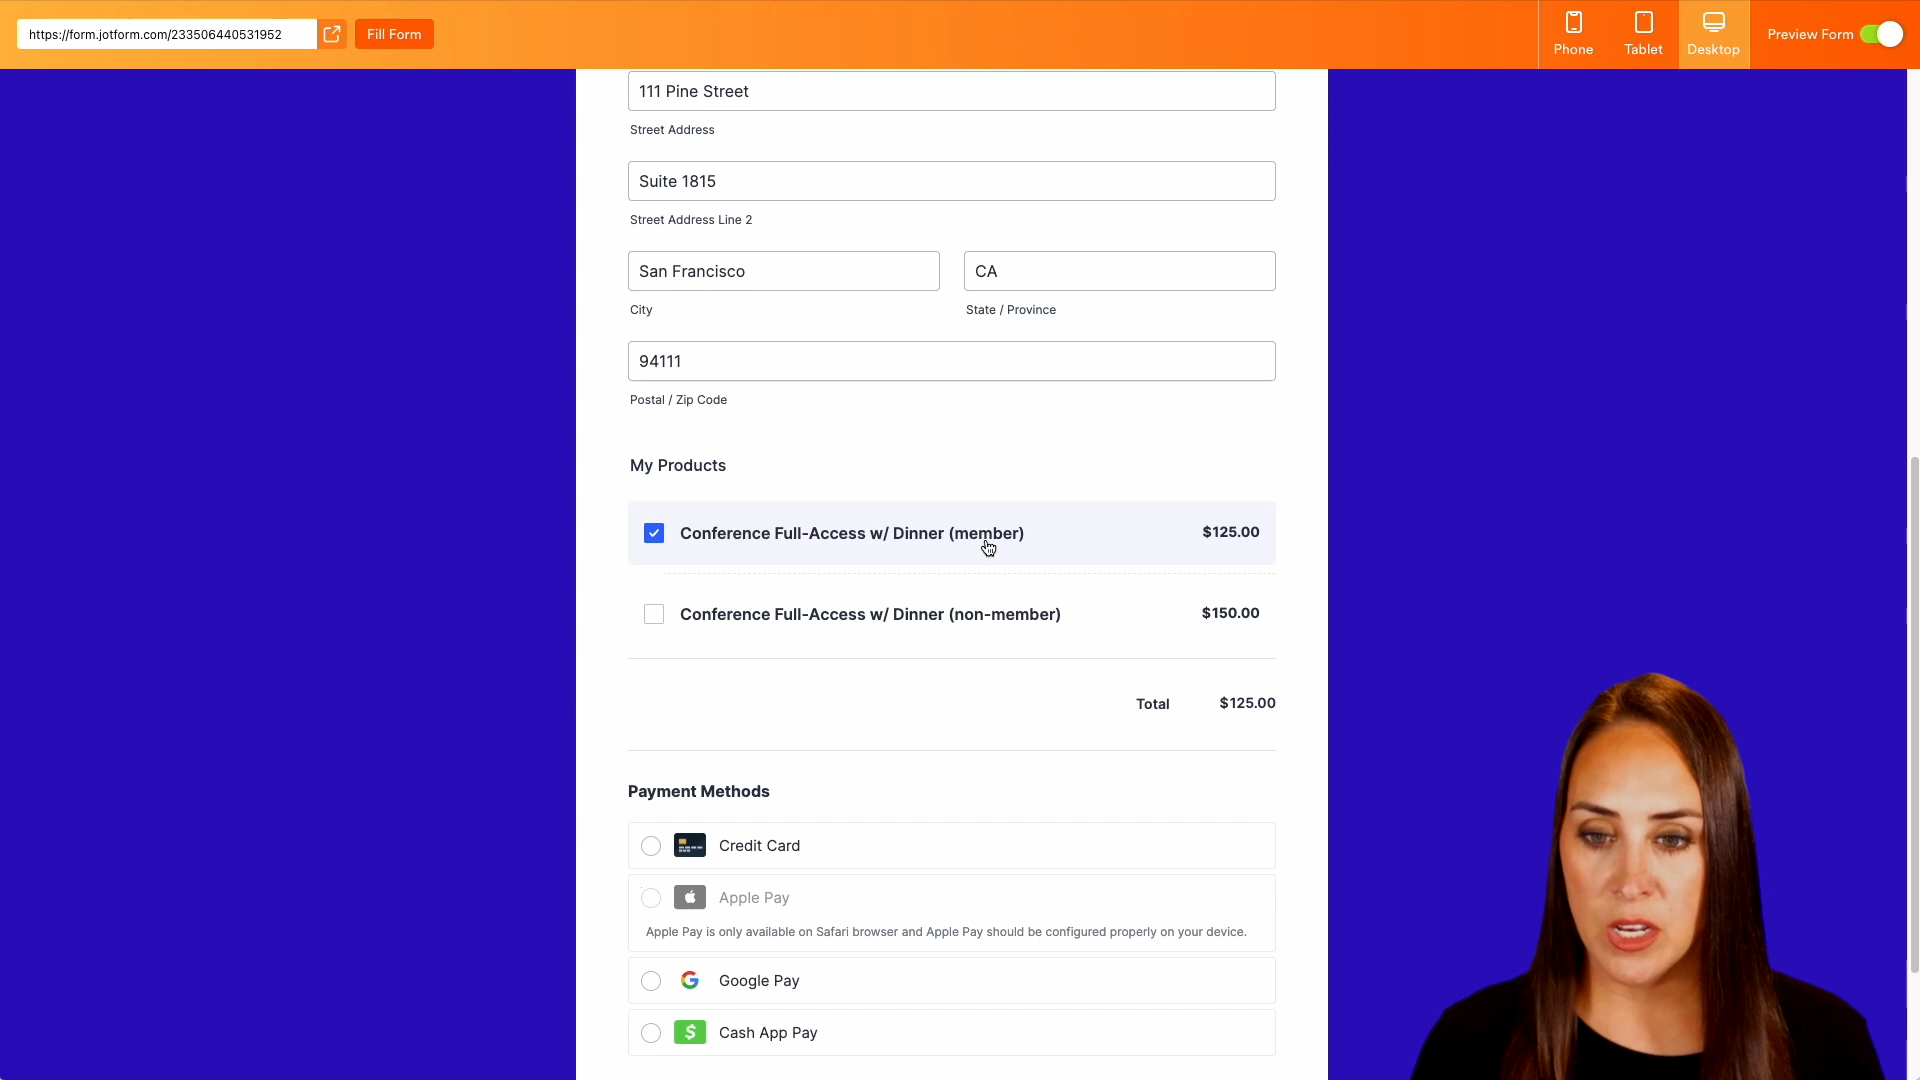 https://form.jotform.com/233506440531952
Fill Form
Phone
Tablet
Desktop
Preview Form
111 Pine Street
Street Address
Suite 1815
Street Address Line 2
San Francisco
CA
City
State / Province
94111
Postal / Zip Code
My Products
Conference Full-Access w/ Dinner (member)
$125.00
Conference Full-Access w/ Dinner (non-member)
$150.00
Total
$125.00
Payment Methods
Credit Card
Apple Pay
Apple Pay is only available on Safari browser and Apple Pay should be configured properly on your device.
Google Pay
Cash App Pay